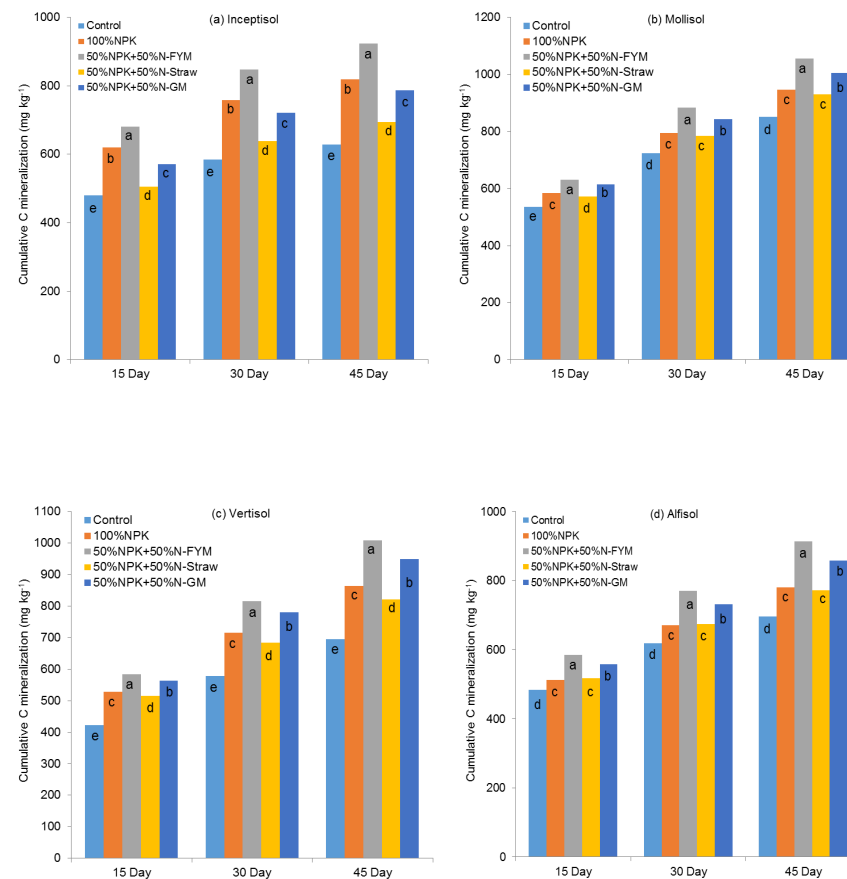 (a) Inceptisol
Control
100%NPK
50%NPK+50%N-FYM
50%NPK+50%N-Straw
50%NPK+50%N-GM
Cumulative C mineralization (mg kg⁻¹)
1000
800
600
400
200
0
e b a d c
e b a d c
e b a d c
15 Day 30 Day 45 Day
(b) Mollisol
Control
100%NPK
50%NPK+50%N-FYM
50%NPK+50%N-Straw
50%NPK+50%N-GM
Cumulative C mineralization (mg kg⁻¹)
1200
1000
800
600
400
200
0
e c a d b
d c a c b
d c a c b
15 Day 30 Day 45 Day
(c) Vertisol
Control
100%NPK
50%NPK+50%N-FYM
50%NPK+50%N-Straw
50%NPK+50%N-GM
Cumulative C mineralization (mg kg⁻¹)
1100
1000
900
800
700
600
500
400
300
200
100
0
e c a d b
e c a d b
e c a d b
15 Day 30 Day 45 Day
(d) Alfisol
Control
100%NPK
50%NPK+50%N-FYM
50%NPK+50%N-Straw
50%NPK+50%N-GM
Cumulative C mineralization (mg kg⁻¹)
1000
800
600
400
200
0
d c a c b
d c a c b
d c a c b
15 Day 30 Day 45 Day